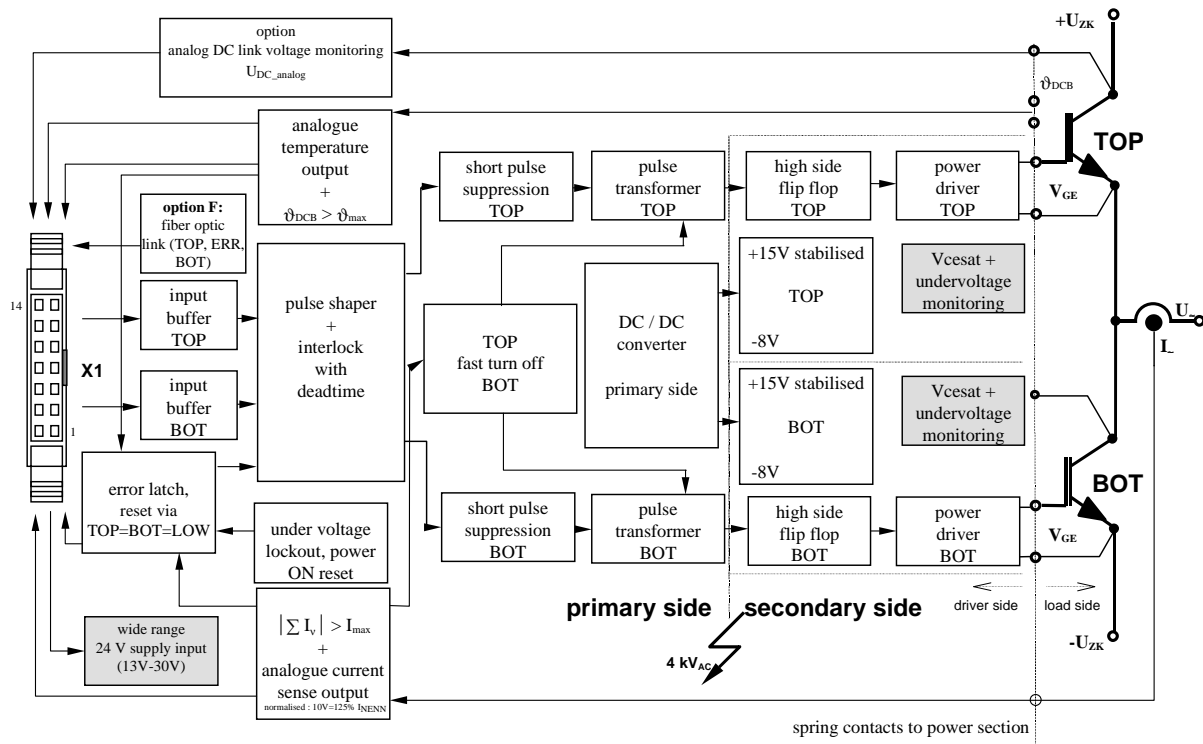 option
analog DC link voltage monitoring
U_DC_analog
+U_ZK
ϑ_DCB
analogue
temperature
output
+
ϑ_DCB > ϑ_max
TOP
short pulse
suppression
TOP
pulse
transformer
TOP
high side
flip flop
TOP
power
driver
TOP
V_GE
option F:
fiber optic
link (TOP, ERR,
BOT)
14
X1
1
input
buffer
TOP
input
buffer
BOT
pulse shaper
+
interlock
with
deadtime
TOP
fast turn off
BOT
DC / DC
converter
primary side
+15V stabilised
TOP
-8V
Vcesat +
undervoltage
monitoring
U~
I~
+15V stabilised
BOT
-8V
Vcesat +
undervoltage
monitoring
error latch,
reset via
TOP=BOT=LOW
under voltage
lockout, power
ON reset
short pulse
suppression
BOT
pulse
transformer
BOT
high side
flip flop
BOT
power
driver
BOT
BOT
V_GE
primary side
secondary side
driver side
load side
wide range
24 V supply input
(13V-30V)
|∑ I_v| > I_max
+
analogue current
sense output
normalised : 10V=125% I_NENN
4 kV_AC
-U_ZK
spring contacts to power section